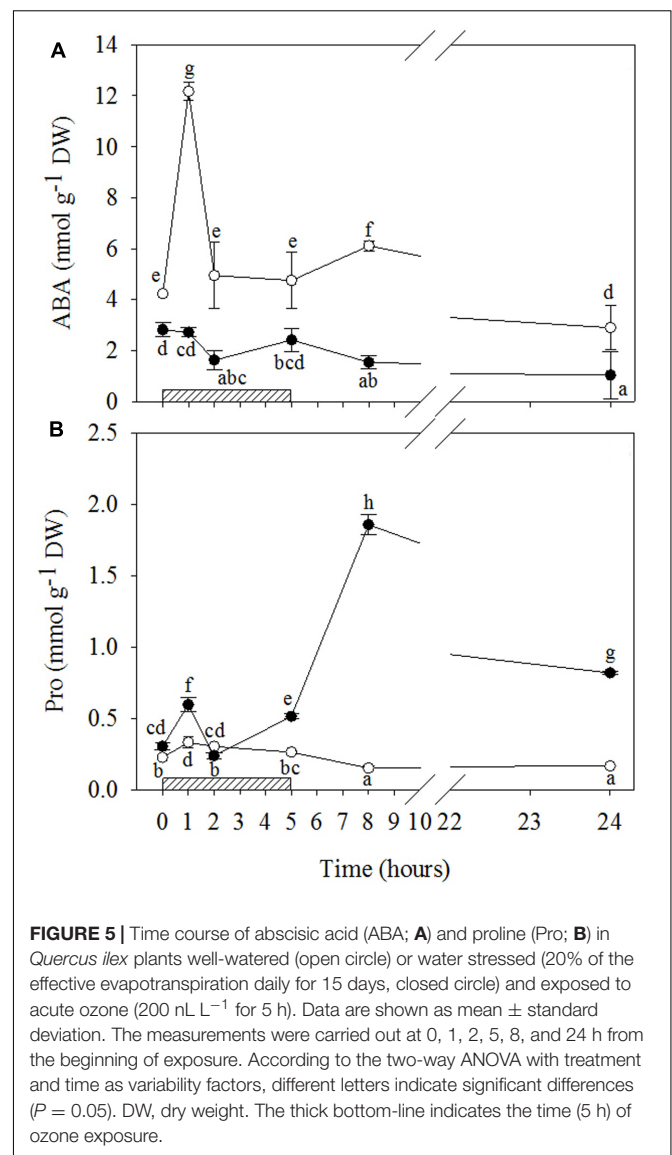 A
14
12
10
8
6
4
2
0
ABA (nmol g-1 DW)
g
e
e
e
f
d
d
cd
abc
bcd
ab
a
B
2.5
2.0
1.5
1.0
0.5
0.0
Pro (mmol g-1 DW)
h
f
cd
cd
e
g
b
d
b
bc
a
a
0 1 2 3 4 5 6 7 8 9 10 22 23 24
Time (hours)
FIGURE 5 | Time course of abscisic acid (ABA; A) and proline (Pro; B) in
Quercus ilex plants well-watered (open circle) or water stressed (20% of the
effective evapotranspiration daily for 15 days, closed circle) and exposed to
acute ozone (200 nL L−1 for 5 h). Data are shown as mean ± standard
deviation. The measurements were carried out at 0, 1, 2, 5, 8, and 24 h from
the beginning of exposure. According to the two-way ANOVA with treatment
and time as variability factors, different letters indicate significant differences
(P = 0.05). DW, dry weight. The thick bottom-line indicates the time (5 h) of
ozone exposure.